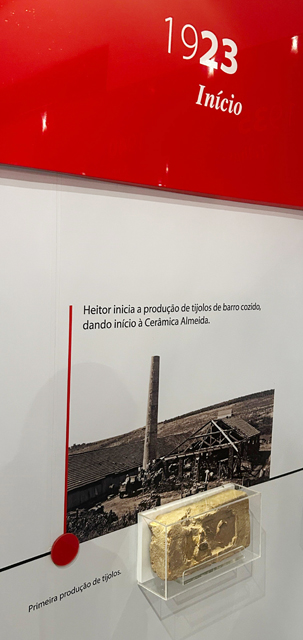 1923
Início
Heitor inicia a produção de tijolos de barro cozido,
dando início à Cerâmica Almeida.
Primeira produção de tijolos.